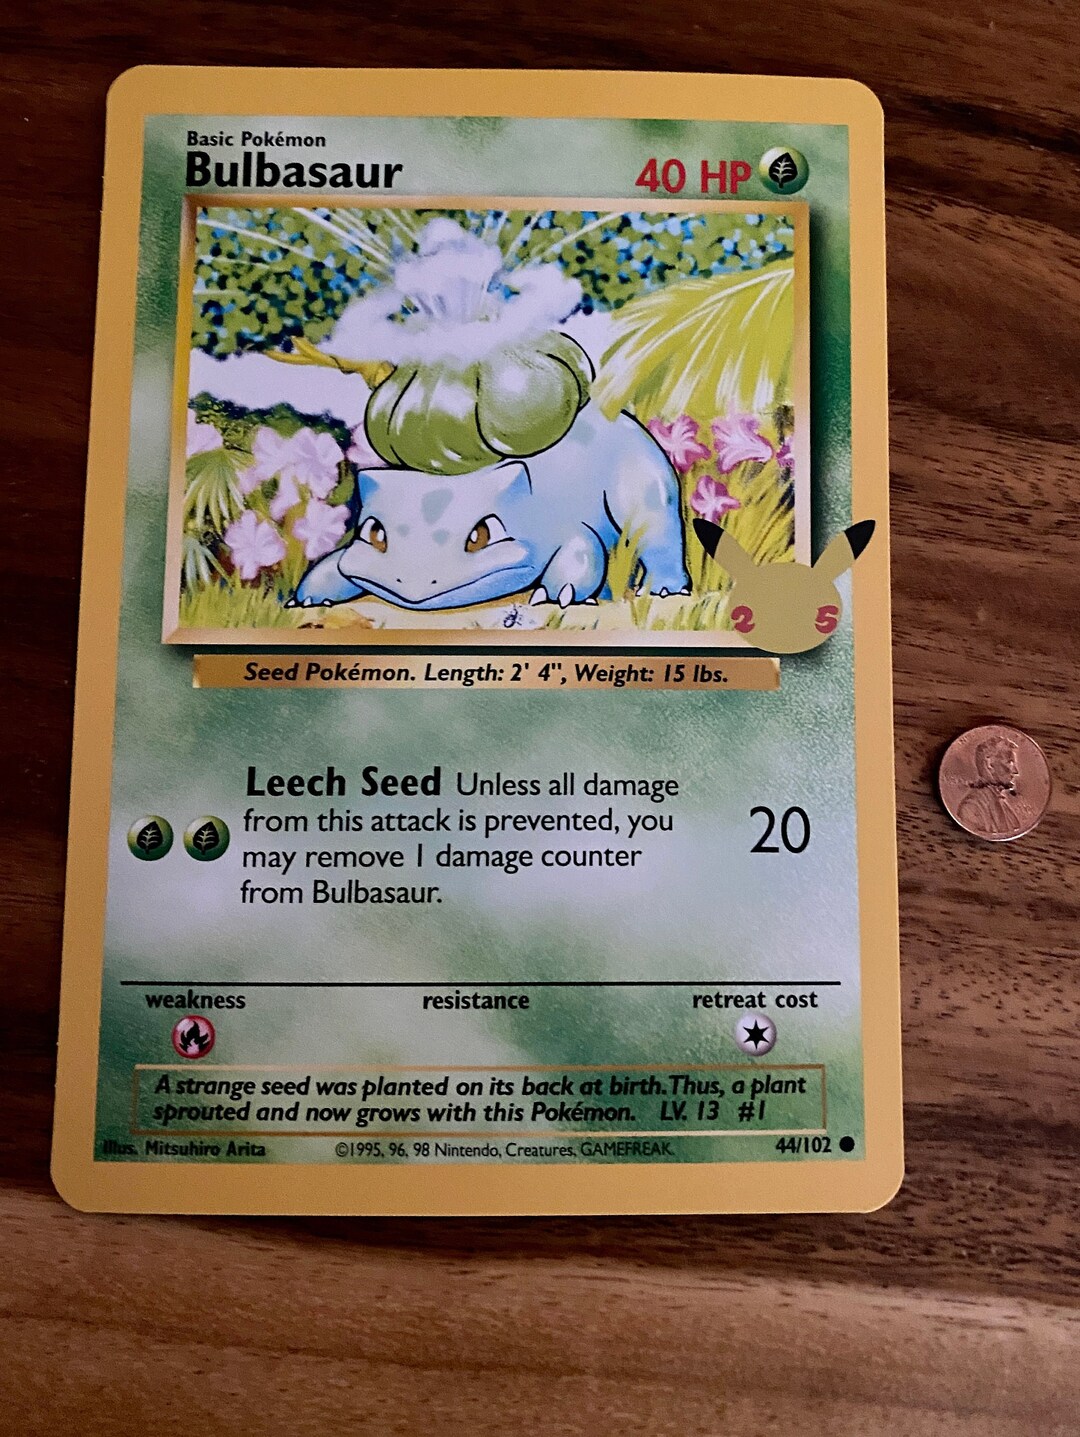 Basic Pokémon
Bulbasaur
40 HP
2 5
Seed Pokémon. Length: 2' 4", Weight: 15 lbs.
Leech Seed Unless all damage
from this attack is prevented, you
may remove 1 damage counter
from Bulbasaur.
20
weakness resistance retreat cost
A strange seed was planted on its back at birth. Thus, a plant
sprouted and now grows with this Pokémon. LV. 13 #1
Illus. Mitsuhiro Arita ©1995, 96, 98 Nintendo, Creatures, GAMEFREAK. 44/102